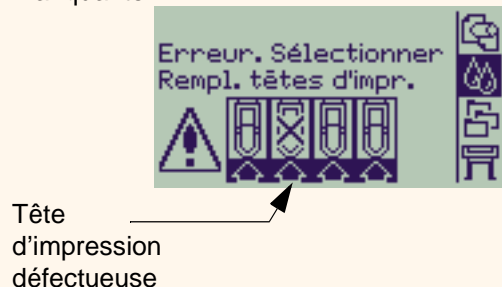 Erreur. Sélectionner
Rempl. têtes d'impr.
Tête
d'impression
défectueuse